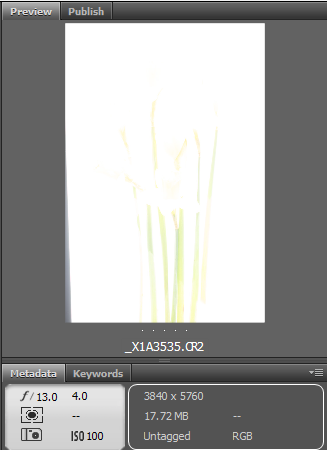 Preview Publish
_X1A3535.CR2
Metadata Keywords
f/13.0 4.0 3840 x 5760
-- 17.72 MB --
ISO 100 Untagged RGB